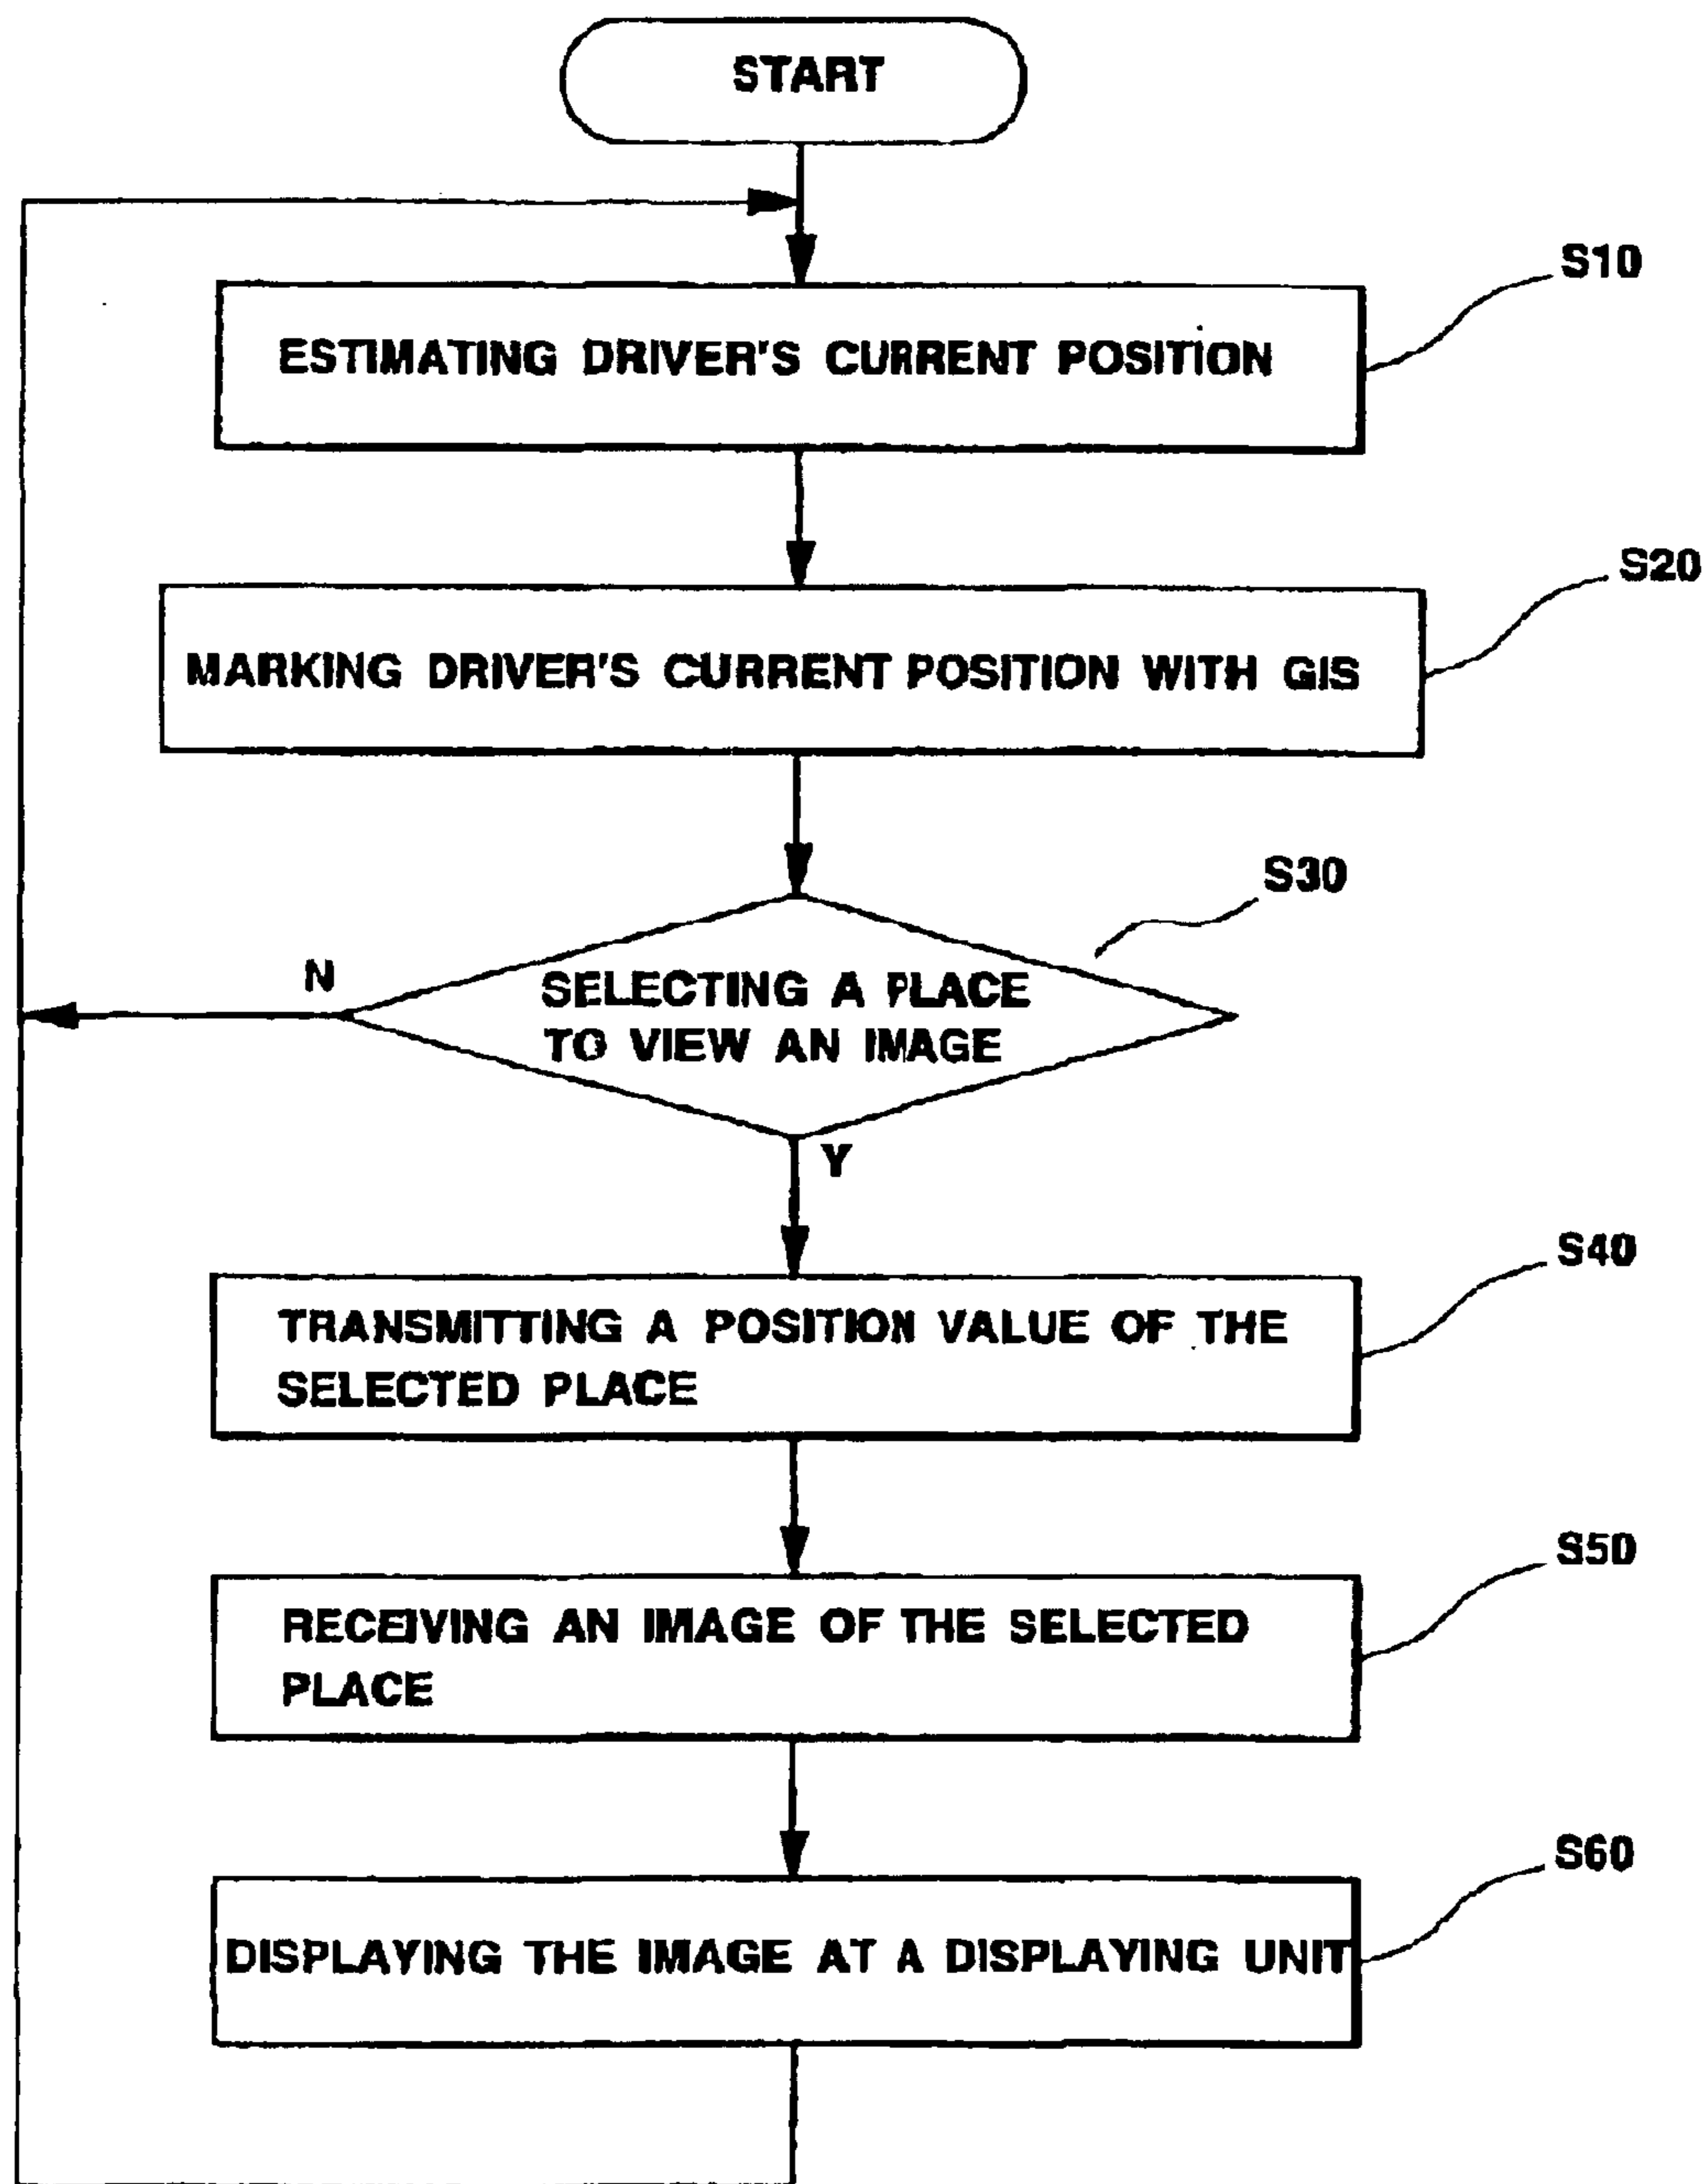 START
S10
ESTIMATING DRIVER'S CURRENT POSITION
S20
MARKING DRIVER'S CURRENT POSITION WITH GIS
S30
N
SELECTING A PLACE
TO VIEW AN IMAGE
Y
S40
TRANSMITTING A POSITION VALUE OF THE
SELECTED PLACE
S50
RECEIVING AN IMAGE OF THE SELECTED
PLACE
S60
DISPLAYING THE IMAGE AT A DISPLAYING UNIT